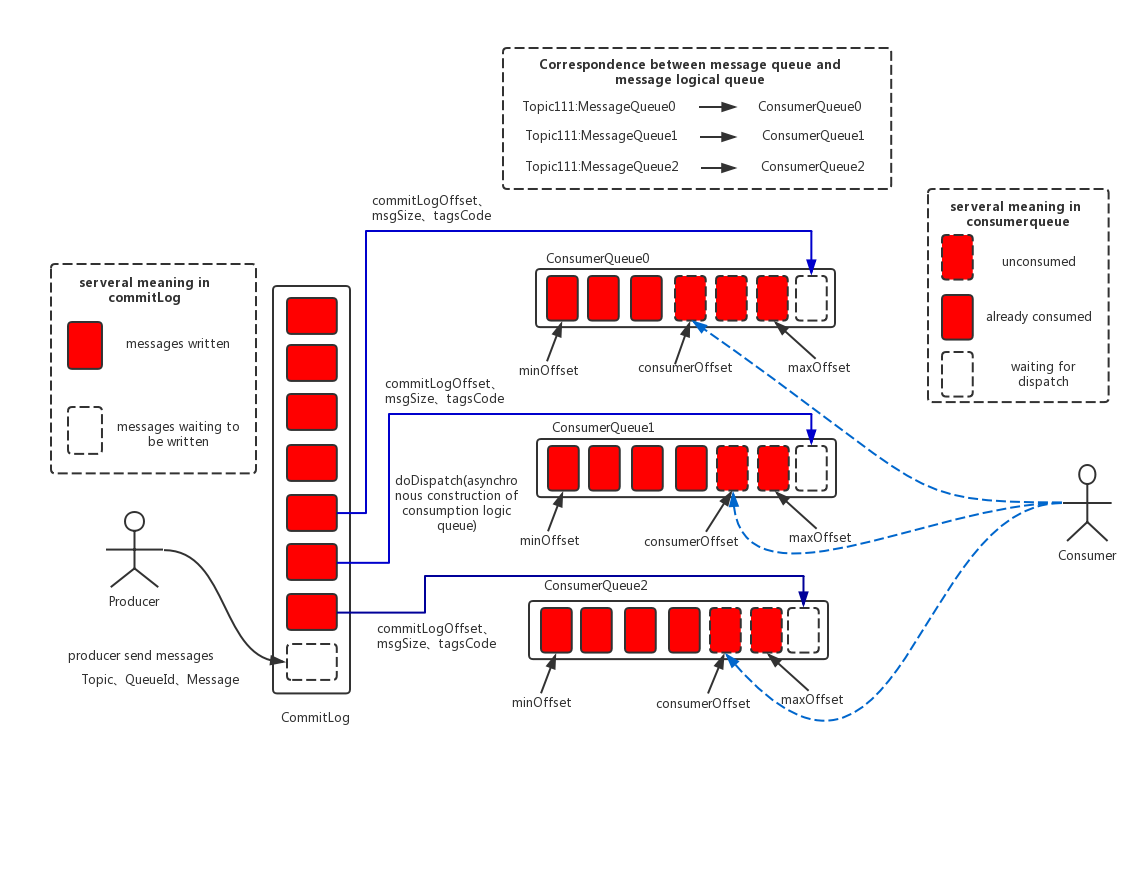 Correspondence between message queue and
message logical queue
Topic111:MessageQueue0
ConsumerQueue0
Topic111:MessageQueue1
ConsumerQueue1
Topic111:MessageQueue2
ConsumerQueue2
serveral meaning in
consumerqueue
unconsumed
already consumed
waiting for
dispatch
serveral meaning in
commitLog
messages written
messages waiting to
be written
commitLogOffset、
msgSize、tagsCode
ConsumerQueue0
minOffset
consumerOffset
maxOffset
commitLogOffset、
msgSize、tagsCode
ConsumerQueue1
doDispatch(asynchro
nous construction of
consumption logic
queue)
minOffset
consumerOffset
maxOffset
Consumer
ConsumerQueue2
Producer
commitLogOffset、
msgSize、tagsCode
producer send messages
Topic、QueueId、Message
minOffset
consumerOffset
maxOffset
CommitLog